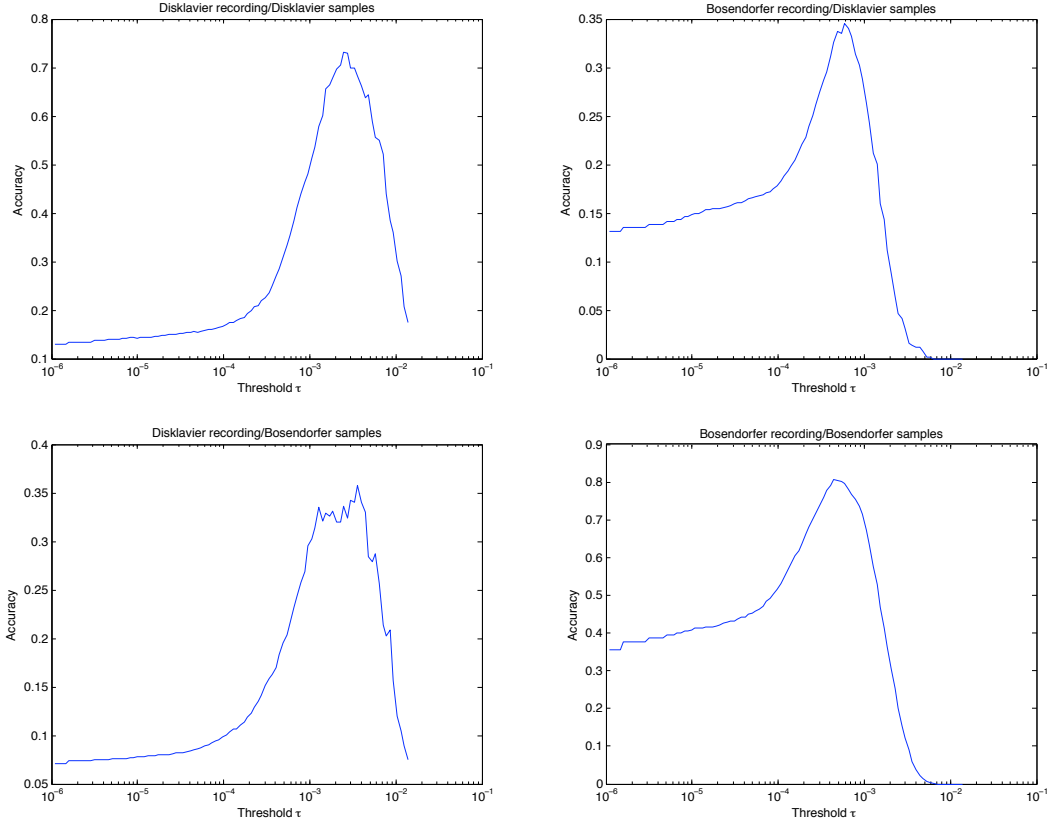 Disklavier recording/Disklavier samples
0.8
0.7
0.6
0.5
0.4
0.3
0.2
0.1
Accuracy
10⁻⁶ 10⁻⁵ 10⁻⁴ 10⁻³ 10⁻² 10⁻¹
Threshold τ
Bosendorfer recording/Disklavier samples
0.35
0.3
0.25
0.2
0.15
0.1
0.05
0
Accuracy
10⁻⁶ 10⁻⁵ 10⁻⁴ 10⁻³ 10⁻² 10⁻¹
Threshold τ
Disklavier recording/Bosendorfer samples
0.4
0.35
0.3
0.25
0.2
0.15
0.1
0.05
Accuracy
10⁻⁶ 10⁻⁵ 10⁻⁴ 10⁻³ 10⁻² 10⁻¹
Threshold τ
Bosendorfer recording/Bosendorfer samples
0.9
0.8
0.7
0.6
0.5
0.4
0.3
0.2
0.1
0
Accuracy
10⁻⁶ 10⁻⁵ 10⁻⁴ 10⁻³ 10⁻² 10⁻¹
Threshold τ